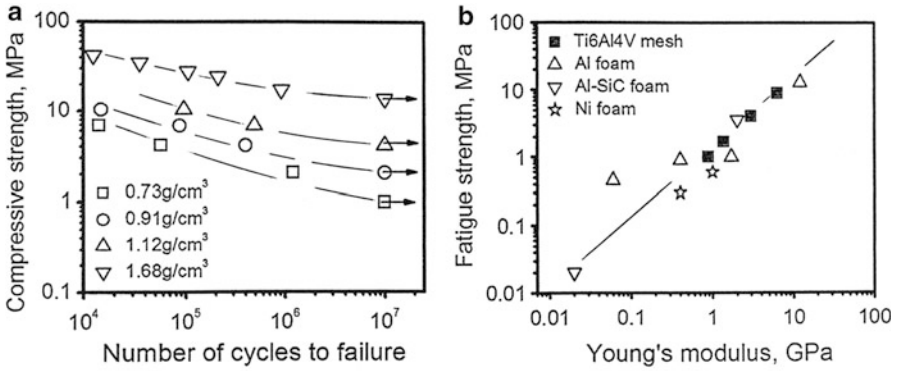 a
100
10
1
0.1
Compressive strength, MPa
0.73g/cm³
0.91g/cm³
1.12g/cm³
1.68g/cm³
10⁴
10⁵
10⁶
10⁷
Number of cycles to failure
b
100
10
1
0.1
0.01
Fatigue strength, MPa
Ti6Al4V mesh
Al foam
Al-SiC foam
Ni foam
0.01
0.1
1
10
100
Young's modulus, GPa